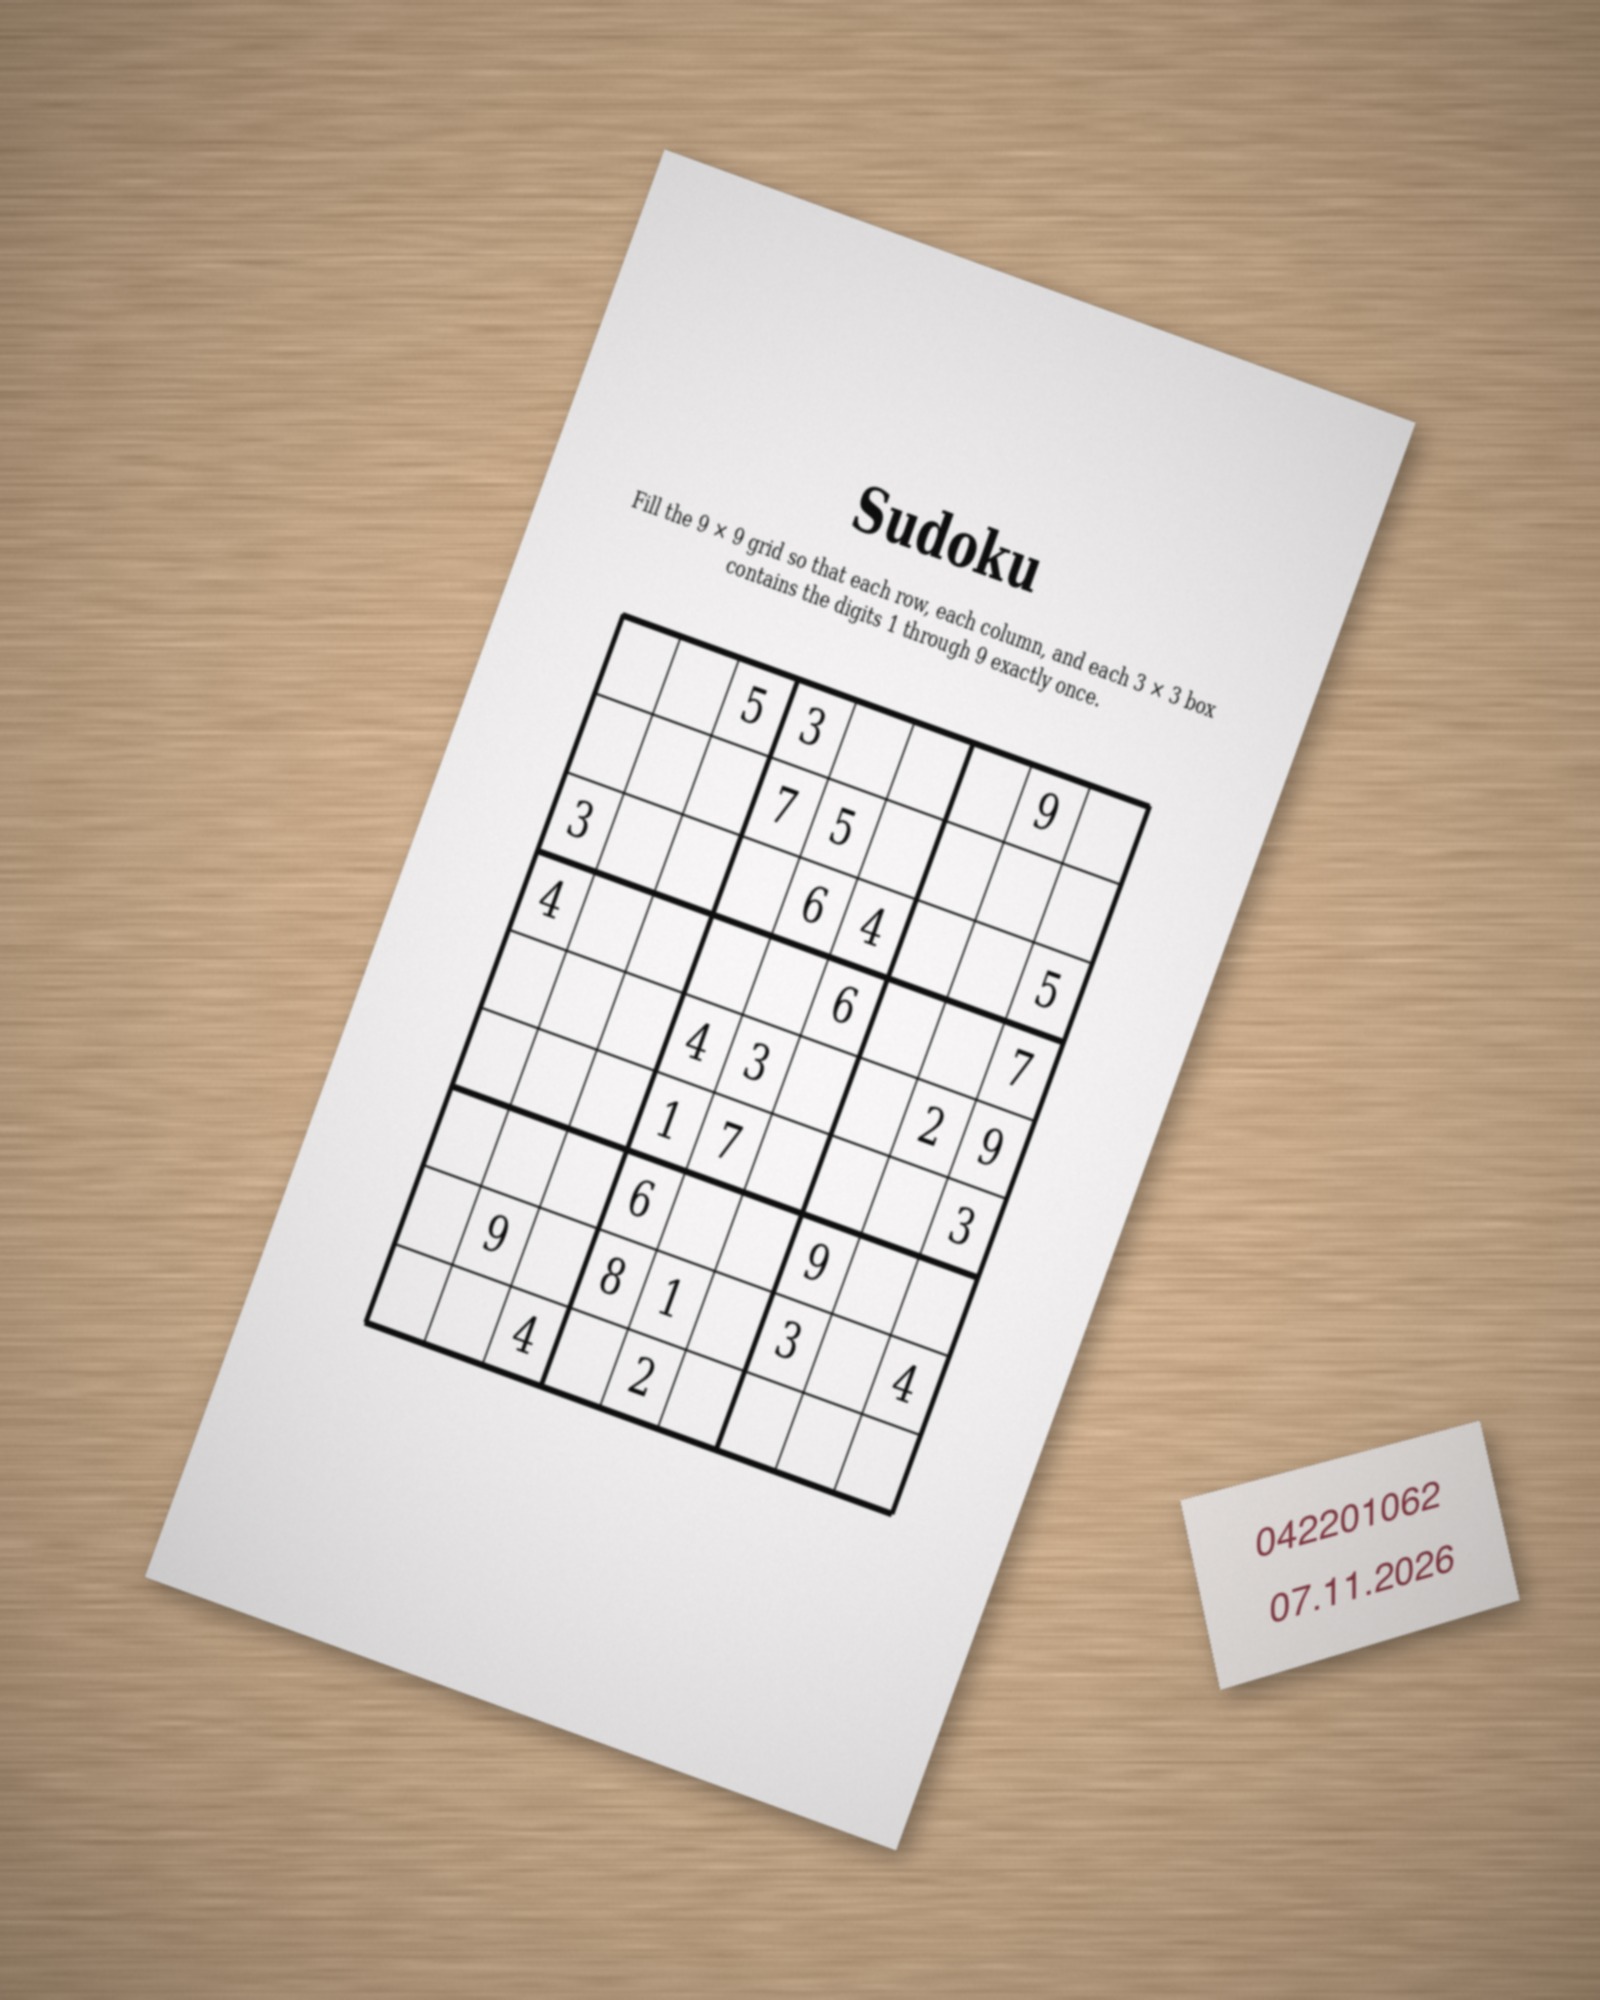 Sudoku
Fill the 9 × 9 grid so that each row, each column, and each 3 × 3 box
contains the digits 1 through 9 exactly once.
5 3 9
7 5
3 6 4 5
4 6 7
4 3 2 9
1 7 3
6 9
9 8 1 3 4
4 2
042201062
07.11.2026